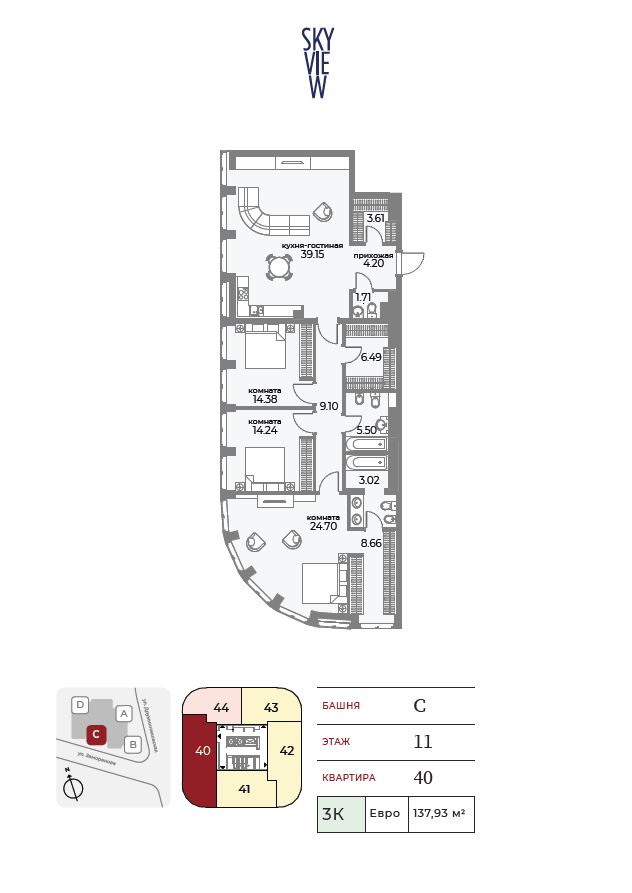 SKY
VIE
W
3.61
кухня-гостиная
39.15
прихожая
4.20
1.71
6.49
комната
14.38
9.10
комната
14.24
5.50
3.02
комната
24.70
8.66
D
A
C
B
ул. Дружинниковская
ул. Заморенова
N
44
43
40
42
41
БАШНЯ C
ЭТАЖ 11
КВАРТИРА 40
3К Евро 137,93 м²